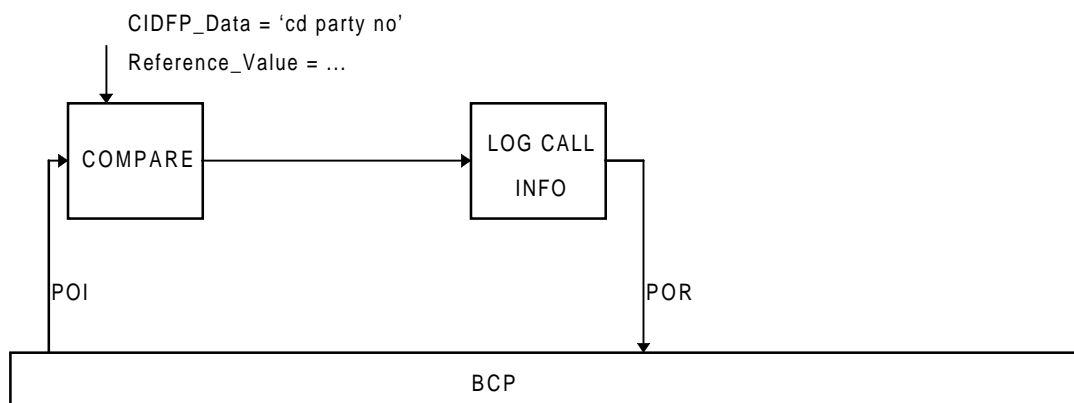 CIDFP_Data = ‘cd party no’
Reference_Value = ...
COMPARE
LOG CALL
INFO
POI
POR
BCP